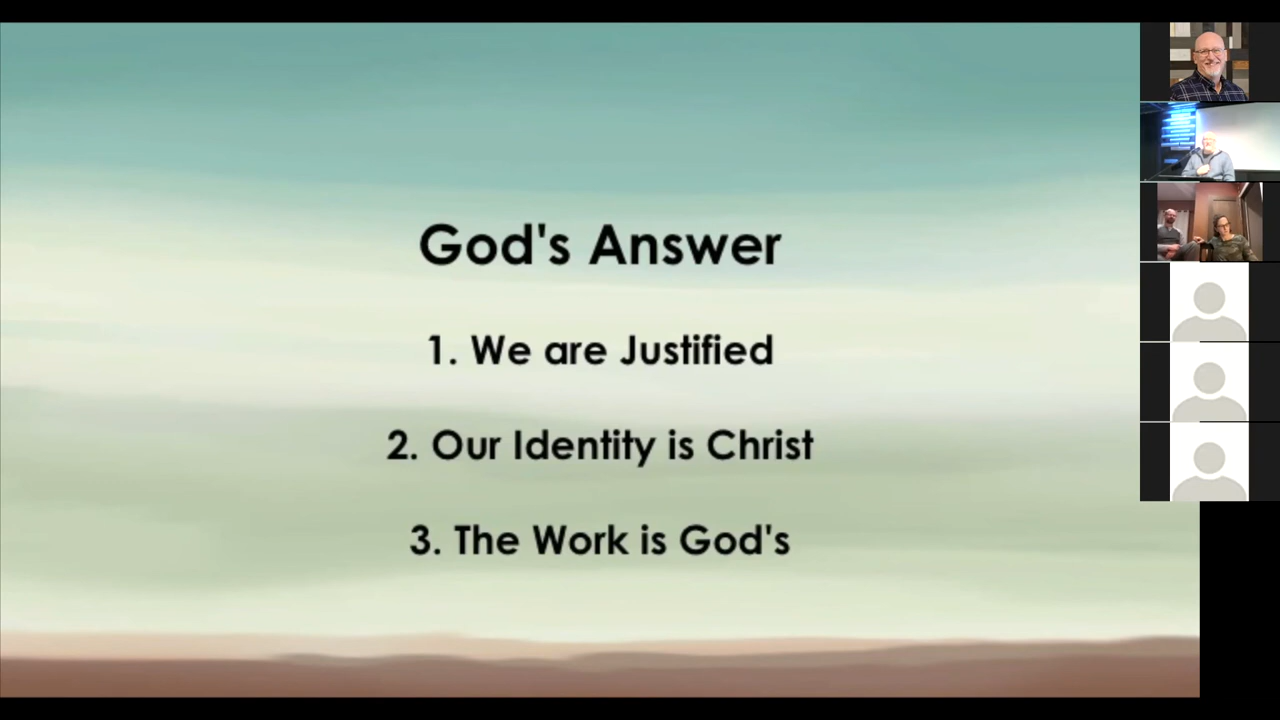 God's Answer
1. We are Justified
2. Our Identity is Christ
3. The Work is God's